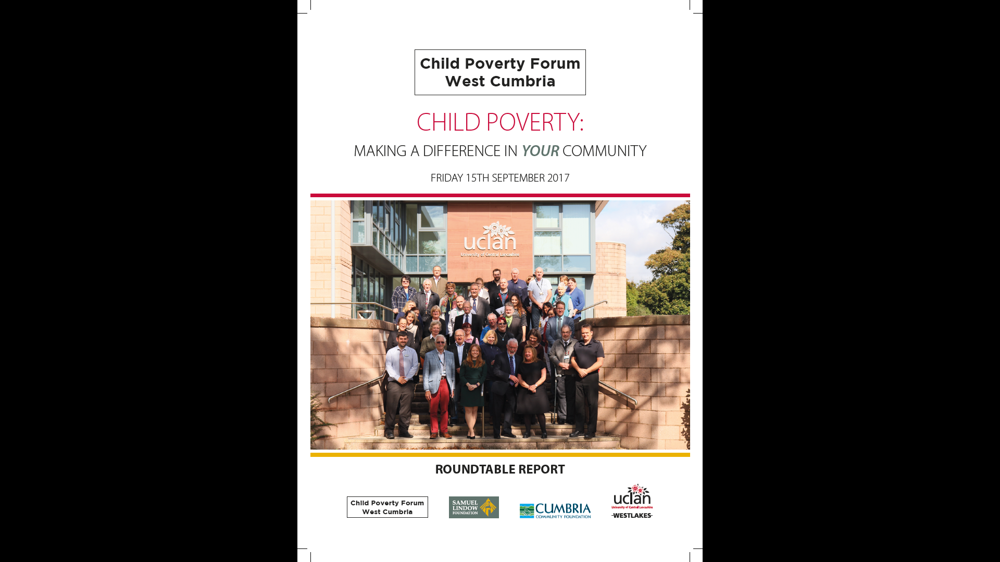 Child Poverty Forum
West Cumbria
CHILD POVERTY:
MAKING A DIFFERENCE IN YOUR COMMUNITY
FRIDAY 15TH SEPTEMBER 2017
uclan
University of Central Lancashire
ROUNDTABLE REPORT
Child Poverty Forum
West Cumbria
SAMUEL
LINDOW
FOUNDATION
CUMBRIA
COMMUNITY FOUNDATION
uclan
University of Central Lancashire
WESTLAKES